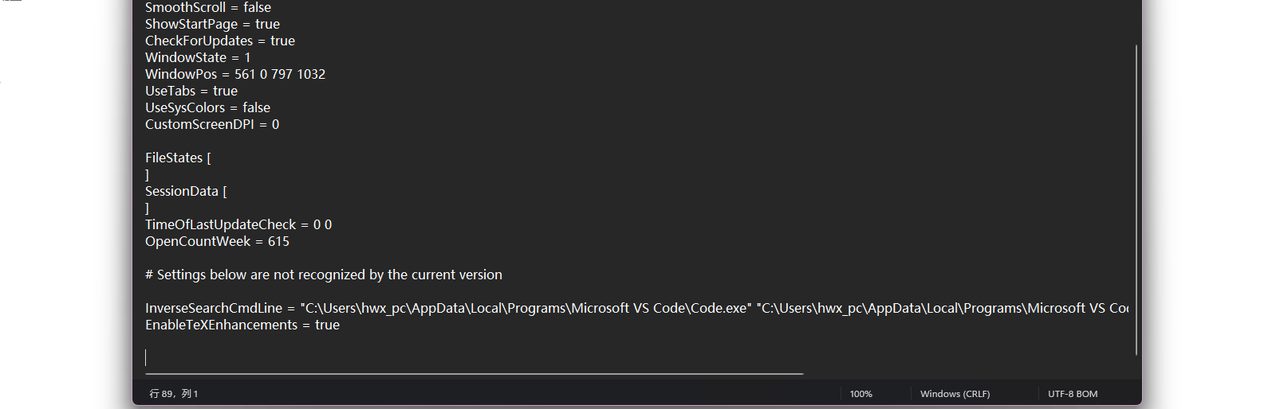 SmoothScroll = false
ShowStartPage = true
CheckForUpdates = true
WindowState = 1
WindowPos = 561 0 797 1032
UseTabs = true
UseSysColors = false
CustomScreenDPI = 0
FileStates [
]
SessionData [
]
TimeOfLastUpdateCheck = 0 0
OpenCountWeek = 615
# Settings below are not recognized by the current version
InverseSearchCmdLine = "C:\Users\hwx_pc\AppData\Local\Programs\Microsoft VS Code\Code.exe" "C:\Users\hwx_pc\AppData\Local\Programs\Microsoft VS
EnableTeXEnhancements = true
行 89，列 1 100% Windows (CRLF) UTF-8 BOM